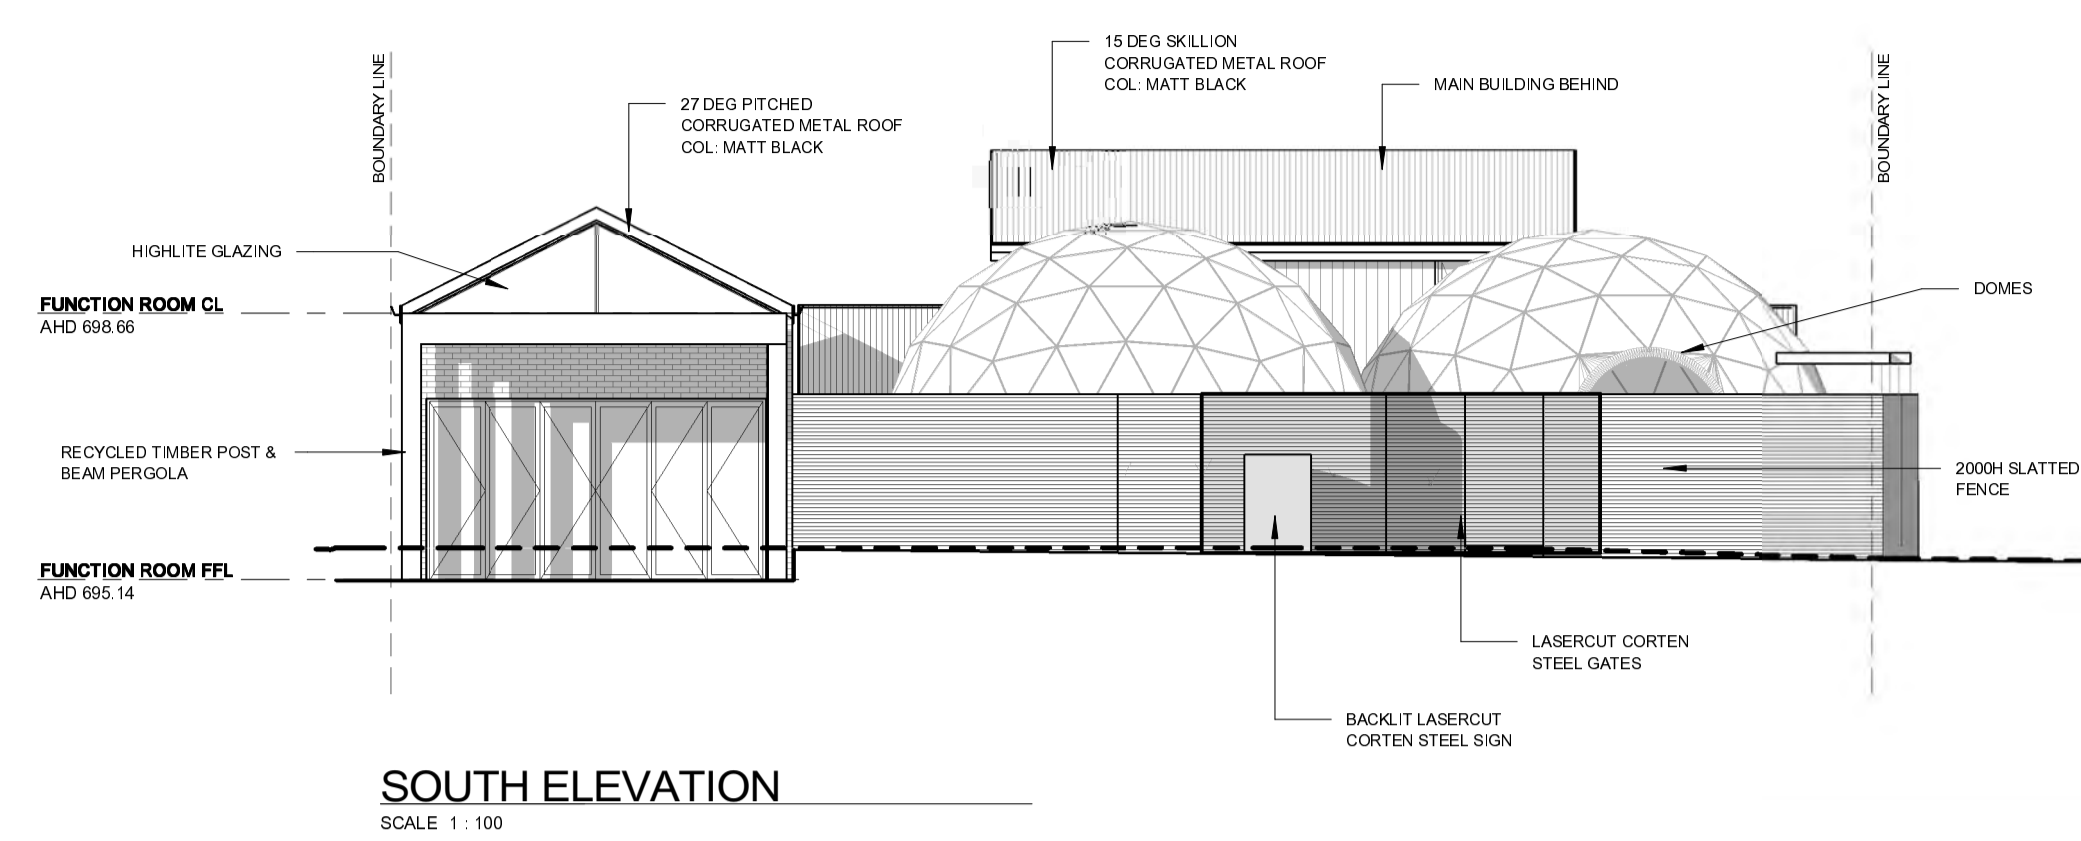 15 DEG SKILLION
CORRUGATED METAL ROOF
COL: MATT BLACK
MAIN BUILDING BEHIND
BOUNDARY LINE
BOUNDARY LINE
27 DEG PITCHED
CORRUGATED METAL ROOF
COL: MATT BLACK
HIGHLITE GLAZING
DOMES
FUNCTION ROOM CL
AHD 698.66
RECYCLED TIMBER POST &
BEAM PERGOLA
2000H SLATTED
FENCE
FUNCTION ROOM FFL
AHD 695.14
LASERCUT CORTEN
STEEL GATES
BACKLIT LASERCUT
CORTEN STEEL SIGN
SOUTH ELEVATION
SCALE 1 : 100